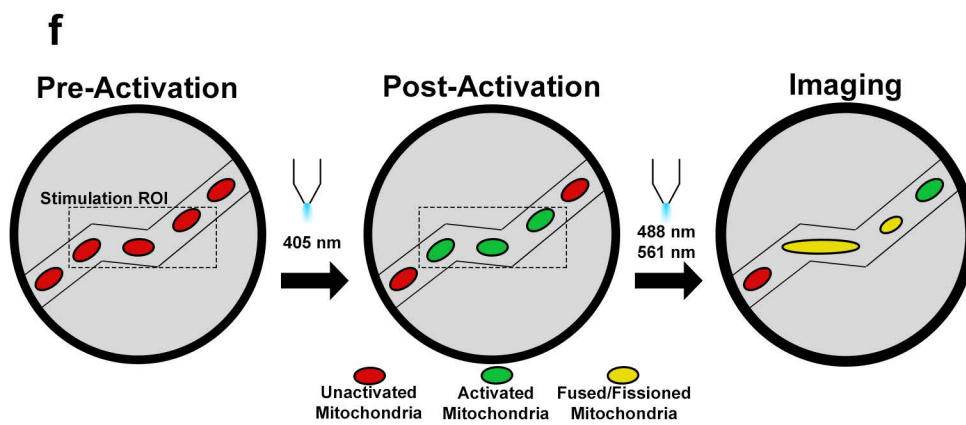 f
Pre-Activation
Post-Activation
Imaging
Stimulation ROI
405 nm
488 nm
561 nm
Unactivated
Mitochondria
Activated
Mitochondria
Fused/Fissioned
Mitochondria